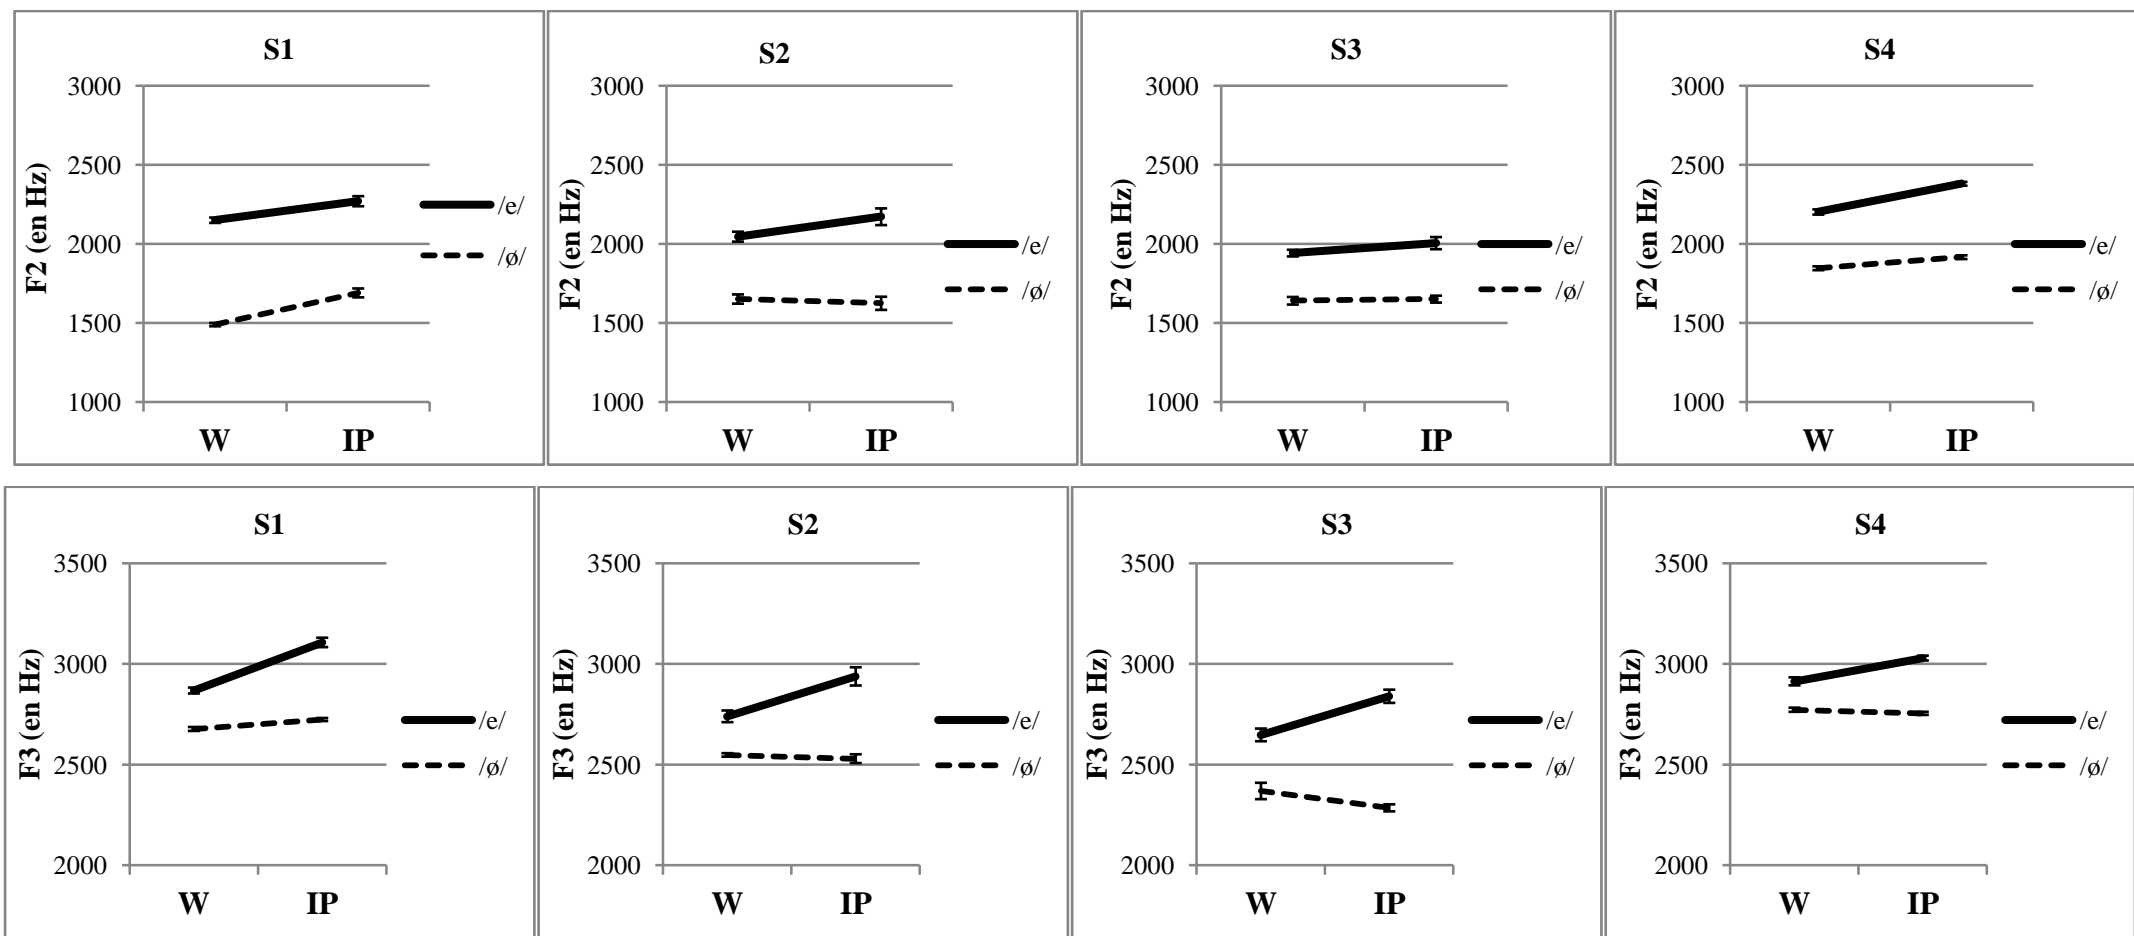 S1
3000
2500
2000
1500
1000
F2 (en Hz)
W IP
/e/
/ø/
S2
3000
2500
2000
1500
1000
F2 (en Hz)
W IP
/e/
/ø/
S3
3000
2500
2000
1500
1000
F2 (en Hz)
W IP
/e/
/ø/
S4
3000
2500
2000
1500
1000
F2 (en Hz)
W IP
/e/
/ø/
S1
3500
3000
2500
2000
F3 (en Hz)
W IP
/e/
/ø/
S2
3500
3000
2500
2000
F3 (en Hz)
W IP
/e/
/ø/
S3
3500
3000
2500
2000
F3 (en Hz)
W IP
/e/
/ø/
S4
3500
3000
2500
2000
F3 (en Hz)
W IP
/e/
/ø/